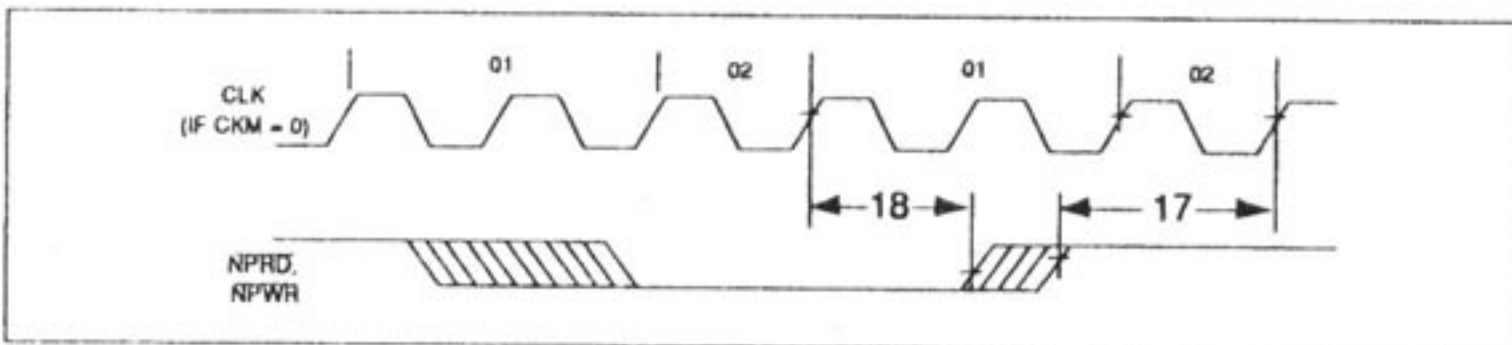 01 02 01 02
CLK
(IF CKM = 0)
18 17
NPRD,
NPWR